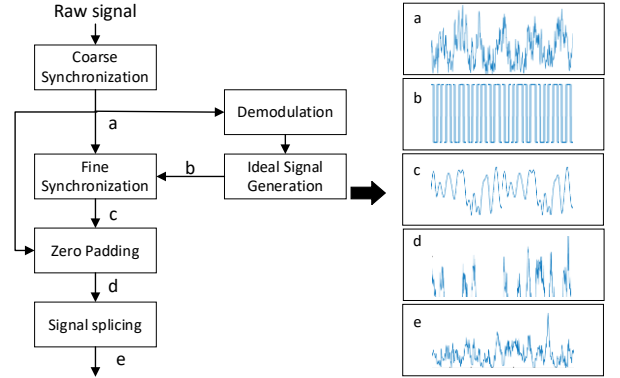 Raw signal
Coarse
Synchronization
a
Demodulation
Fine
Synchronization
b
Ideal Signal
Generation
c
Zero Padding
d
Signal splicing
e
a
b
c
d
e